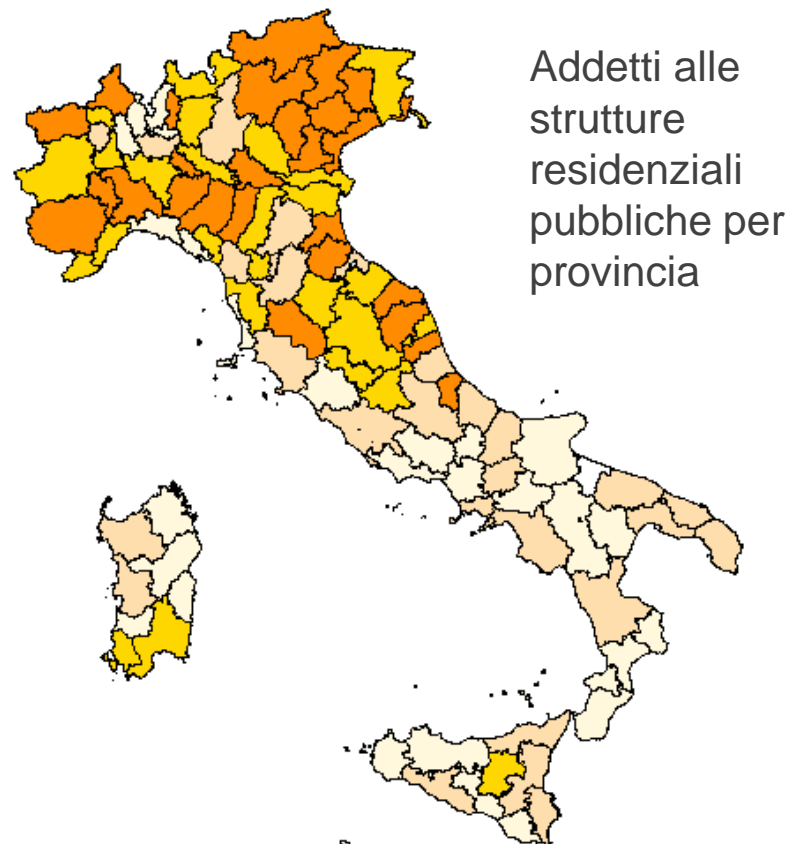 Addetti alle
strutture
residenziali
pubbliche per
provincia